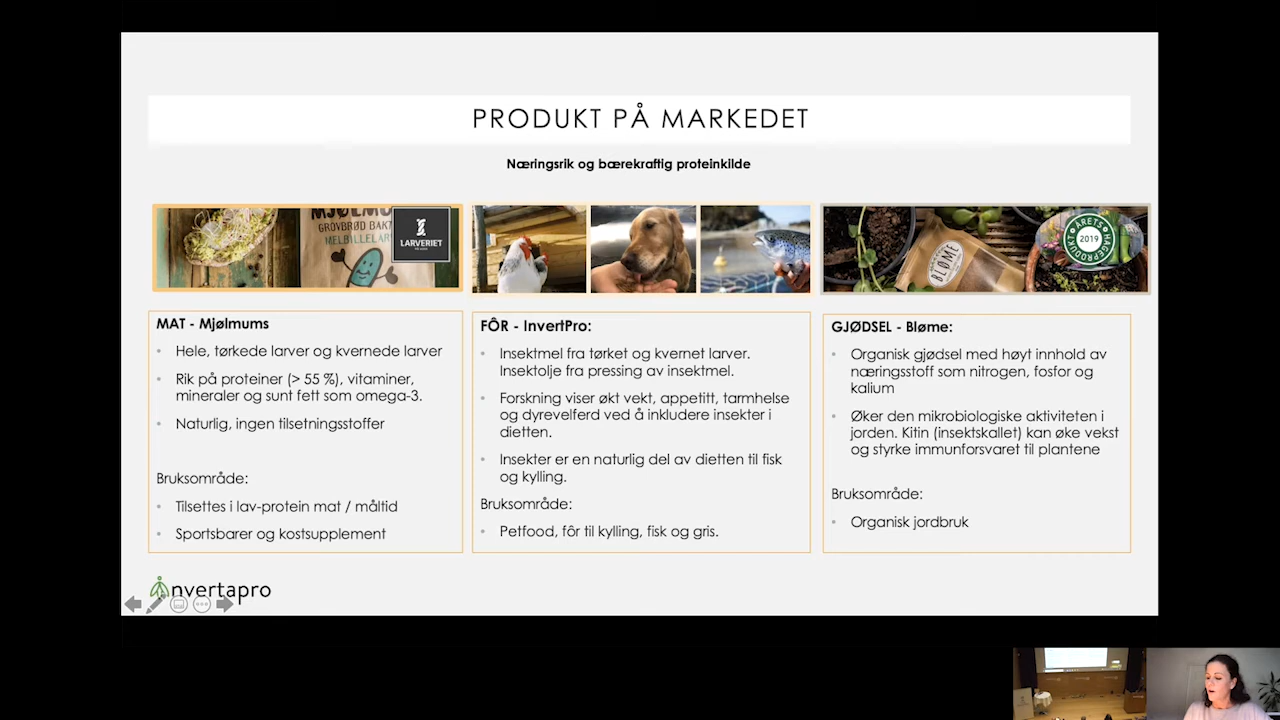 PRODUKT PÅ MARKEDET
Næringsrik og bærekraftig proteinkilde
GROVBRØD BAKT
MELBILLELAR
LARVERIET
BLØME
ÅRETS
HAGEPRODUKT
2019
MAT - Mjølmums
• Hele, tørkede larver og kvernede larver
• Rik på proteiner (> 55 %), vitaminer,
mineraler og sunt fett som omega-3.
• Naturlig, ingen tilsetningsstoffer
Bruksområde:
• Tilsettes i lav-protein mat / måltid
• Sportsbarer og kostsupplement
FÔR - InvertPro:
• Insektmel fra tørket og kvernet larver.
Insektolje fra pressing av insektmel.
• Forskning viser økt vekt, appetitt, tarmhelse
og dyrevelferd ved å inkludere insekter i
dietten.
• Insekter er en naturlig del av dietten til fisk
og kylling.
Bruksområde:
• Petfood, fôr til kylling, fisk og gris.
GJØDSEL - Bløme:
• Organisk gjødsel med høyt innhold av
næringsstoff som nitrogen, fosfor og
kalium
• Øker den mikrobiologiske aktiviteten i
jorden. Kitin (insektskallet) kan øke vekst
og styrke immunforsvaret til plantene
Bruksområde:
• Organisk jordbruk
invertapro